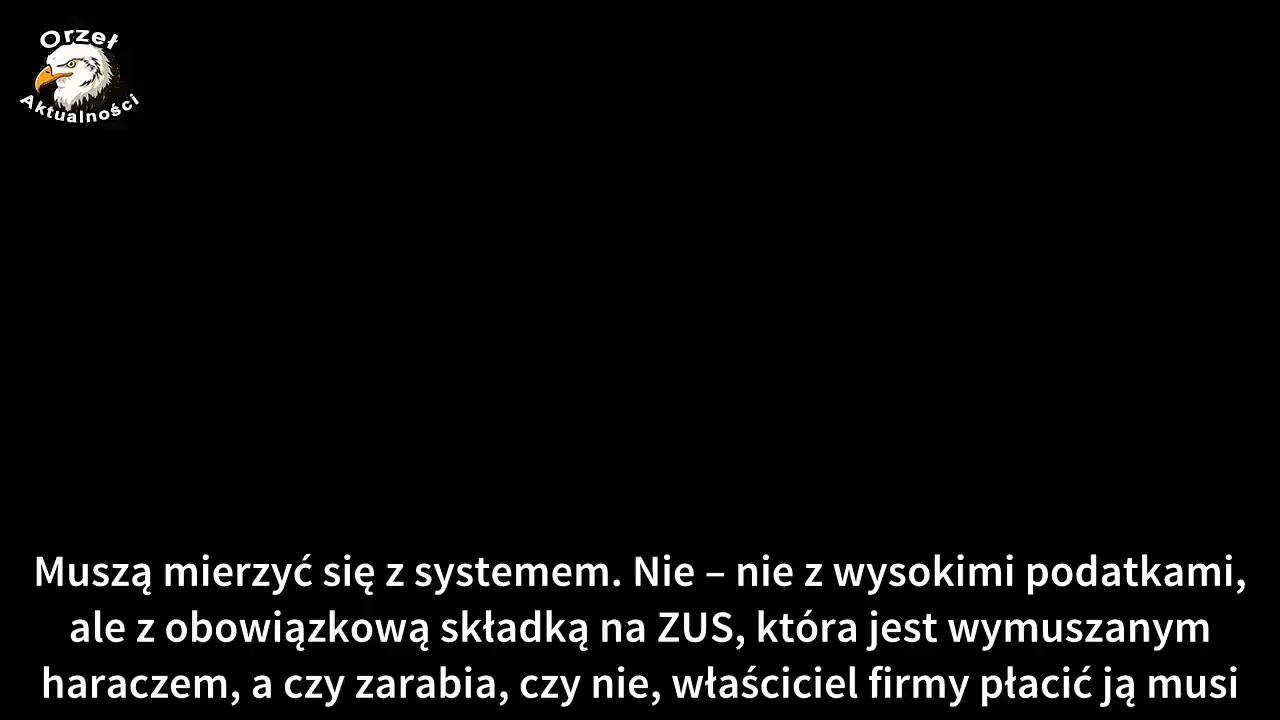 Orzeł
Aktualności
Muszą mierzyć się z systemem. Nie – nie z wysokimi podatkami,
ale z obowiązkową składką na ZUS, która jest wymuszanym
haraczem, a czy zarabia, czy nie, właściciel firmy płacić ją musi